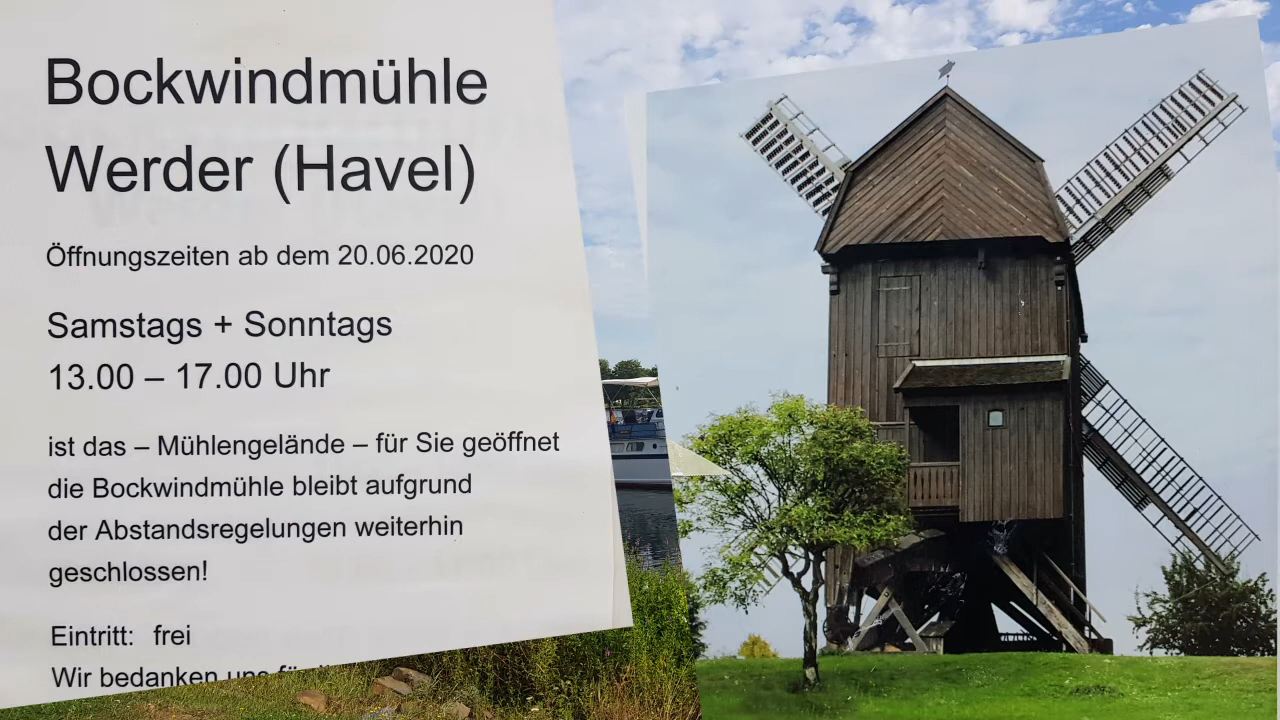 Bockwindmühle
Werder (Havel)
Öffnungszeiten ab dem 20.06.2020
Samstags + Sonntags
13.00 – 17.00 Uhr
ist das – Mühlengelände – für Sie geöffnet
die Bockwindmühle bleibt aufgrund
der Abstandsregelungen weiterhin
geschlossen!
Eintritt: frei
Wir bedanken uns